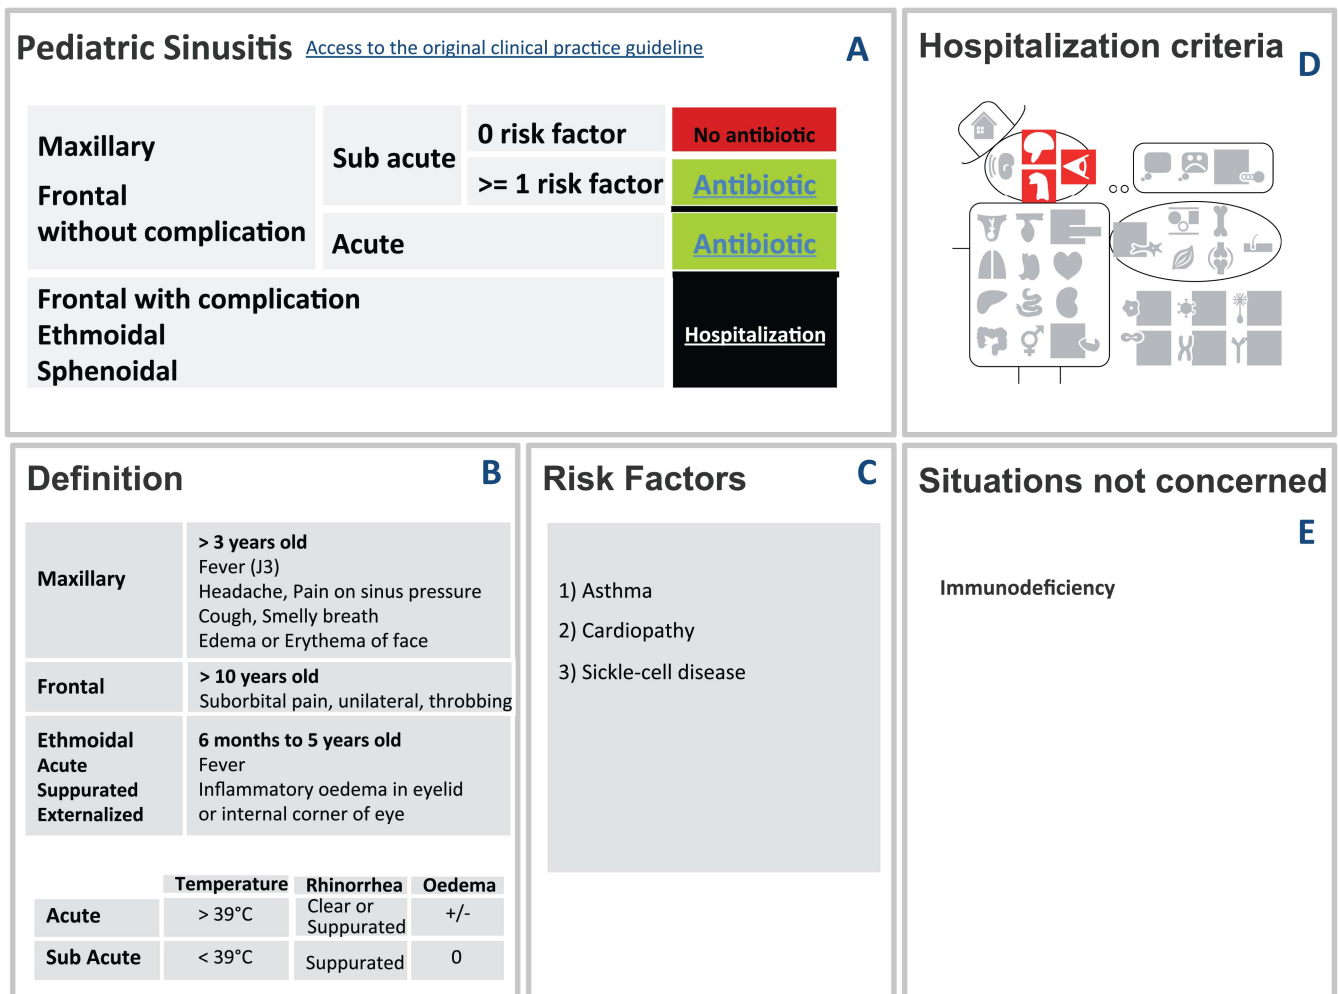 Pediatric Sinusitis Access to the original clinical practice guideline A
Maxillary
Frontal
without complication
Sub acute
0 risk factor
No antibiotic
>= 1 risk factor
Antibiotic
Acute
Antibiotic
Frontal with complication
Ethmoidal
Sphenoidal
Hospitalization
Hospitalization criteria D
Definition B
Maxillary
> 3 years old
Fever (J3)
Headache, Pain on sinus pressure
Cough, Smelly breath
Edema or Erythema of face
Frontal
> 10 years old
Suborbital pain, unilateral, throbbing
Ethmoidal
Acute
Suppurated
Externalized
6 months to 5 years old
Fever
Inflammatory oedema in eyelid
or internal corner of eye
Temperature Rhinorrhea Oedema
Acute > 39°C Clear or
Suppurated +/-
Sub Acute < 39°C Suppurated 0
Risk Factors C
1) Asthma
2) Cardiopathy
3) Sickle-cell disease
Situations not concerned
E
Immunodeficiency